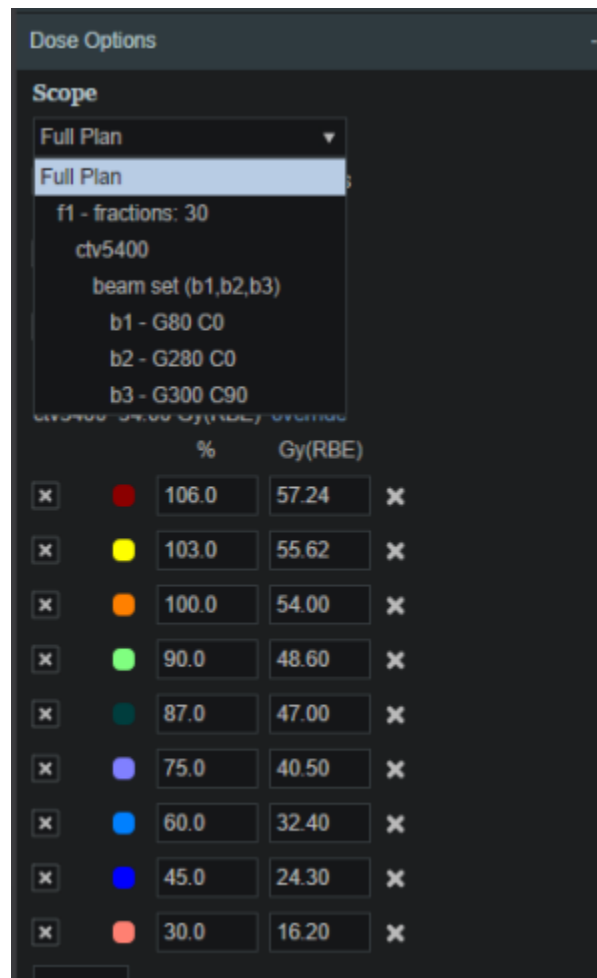 Dose Options
Scope
Full Plan
Full Plan
f1 - fractions: 30
ctv5400
beam set (b1,b2,b3)
b1 - G80 C0
b2 - G280 C0
b3 - G300 C90
% Gy(RBE)
106.0 57.24
103.0 55.62
100.0 54.00
90.0 48.60
87.0 47.00
75.0 40.50
60.0 32.40
45.0 24.30
30.0 16.20